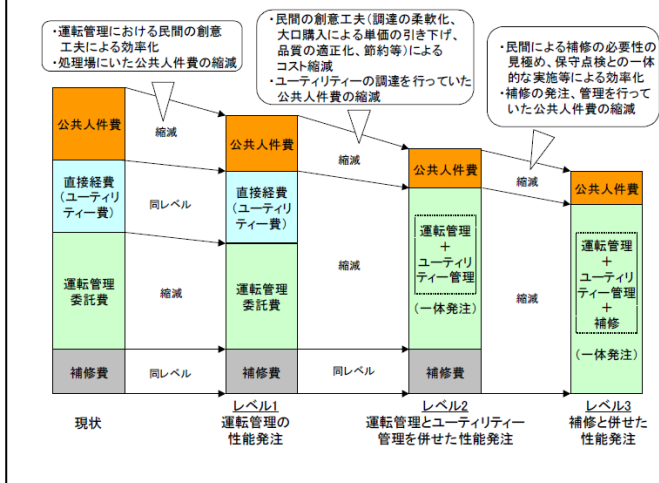 ・運転管理における民間の創意
工夫による効率化
・処理場にいた公共人件費の縮減
・民間の創意工夫（調達の柔軟化、
大口購入による単価の引き下げ、
品質の適正化、節約等）による
コスト縮減
・ユーティリティーの調達を行っていた
公共人件費の縮減
・民間による補修の必要性の
見極め、保守点検との一体
的な実施等による効率化
・補修の発注、管理を行って
いた公共人件費の縮減
公共人件費
直接経費
（ユーティリ
ティー費）
運転管理
委託費
補修費
縮減
同レベル
縮減
同レベル
公共人件費
直接経費
（ユーティリ
ティー費）
運転管理
委託費
補修費
縮減
縮減
同レベル
公共人件費
運転管理
＋
ユーティリ
ティー管理
（一体発注）
補修費
縮減
縮減
公共人件費
運転管理
＋
ユーティリ
ティー管理
＋
補修
（一体発注）
現状
レベル1
運転管理の
性能発注
レベル2
運転管理とユーティリティー
管理を併せた性能発注
レベル3
補修と併せた
性能発注